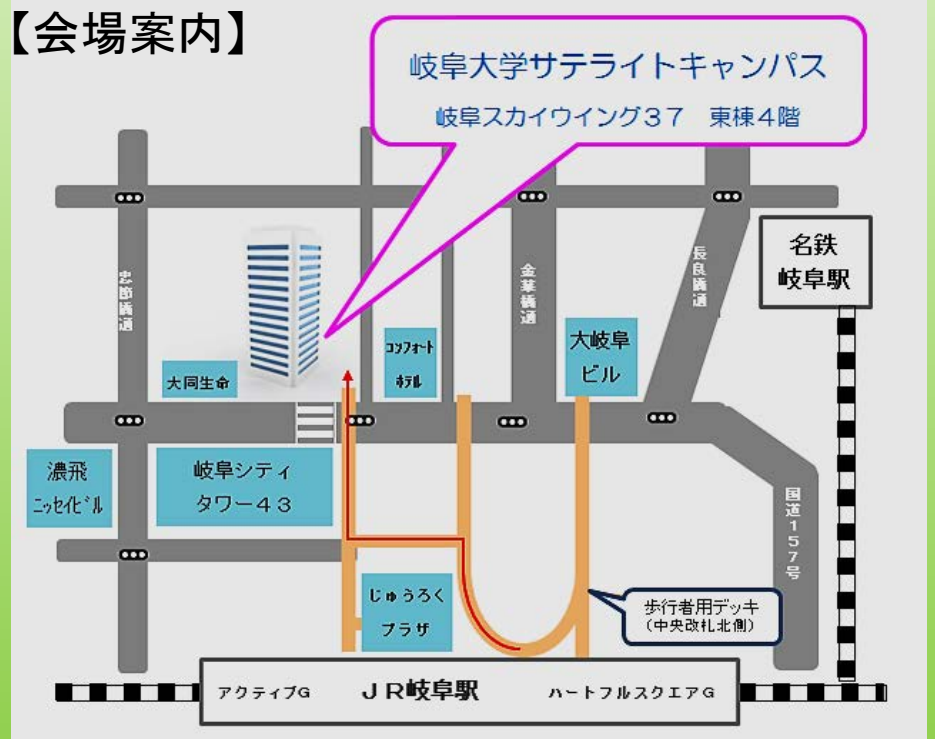 【会場案内】
岐阜大学サテライトキャンパス
岐阜スカイウイング37 東棟4階
名鉄
岐阜駅
忠節橋通
金華橋通
長良橋通
コンフォート
ホテル
大岐阜
ビル
大同生命
濃飛
ニッセイビル
岐阜シティ
タワー43
国道157号
じゅうろく
プラザ
歩行者用デッキ
(中央改札北側)
アクティブG
JR岐阜駅
ハートフルスクエアG